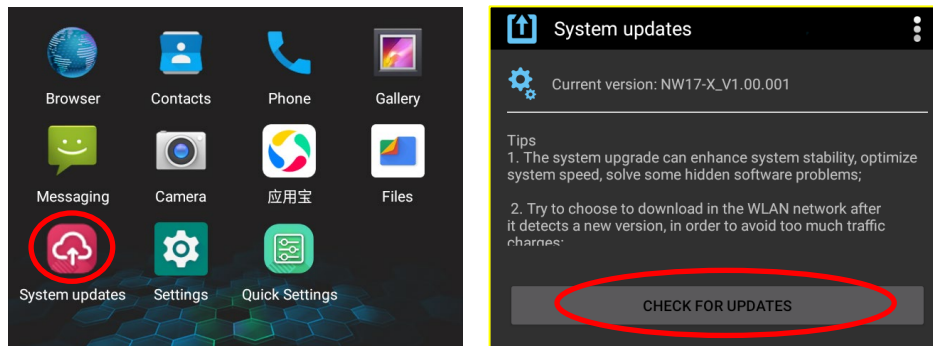 Browser
Contacts
Phone
Gallery
Messaging
Camera
应用宝
Files
System updates
Settings
Quick Settings
System updates
Current version: NW17-X_V1.00.001
Tips
1. The system upgrade can enhance system stability, optimize
system speed, solve some hidden software problems;
2. Try to choose to download in the WLAN network after
it detects a new version, in order to avoid too much traffic
charges;
CHECK FOR UPDATES